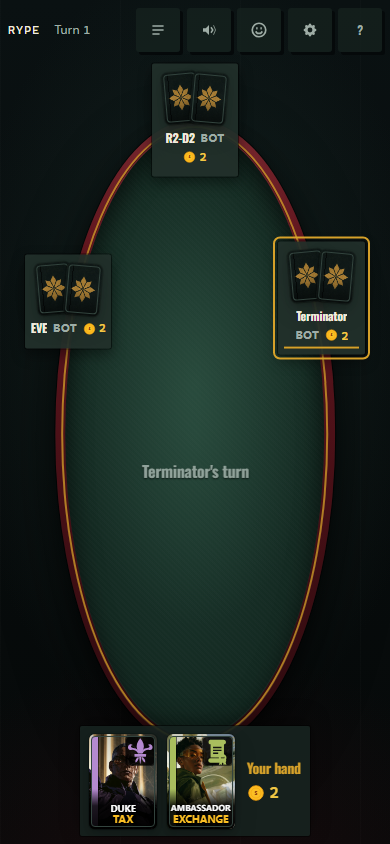 RYPE Turn 1 ?
R2-D2 BOT
2
EVE BOT 2
Terminator
BOT 2
Terminator's turn
DUKE
TAX
AMBASSADOR
EXCHANGE
Your hand
2